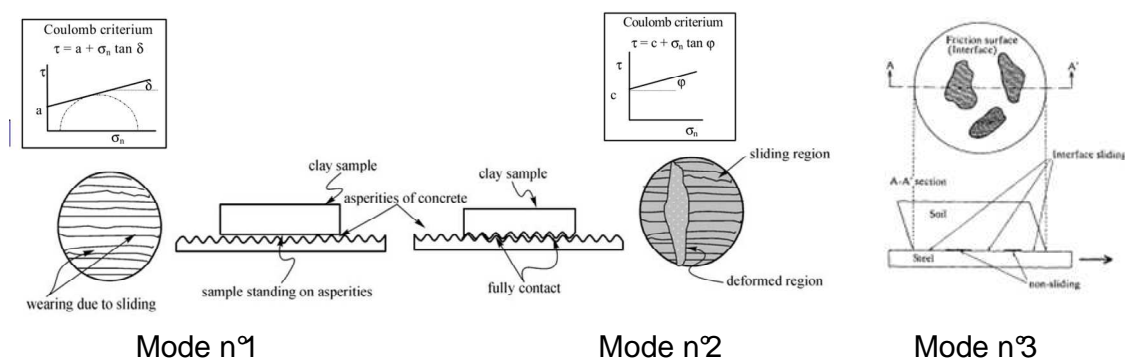 Coulomb criterium
τ = a + σn tan δ
τ
δ
a
σn
clay sample
asperities of concrete
wearing due to sliding
sample standing on asperities
Mode n°1
Coulomb criterium
τ = c + σn tan φ
τ
φ
c
σn
clay sample
sliding region
fully contact
deformed region
Mode n°2
Friction surface
(Interface)
A
A'
Interface sliding
A-A' section
Soil
Steel
non-sliding
Mode n°3